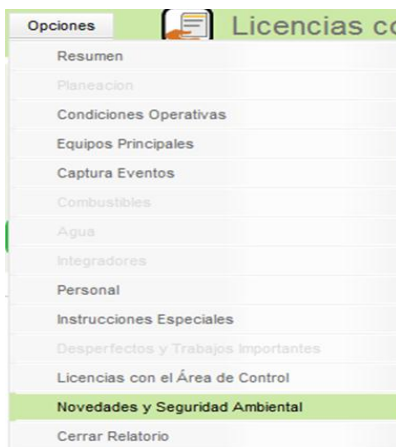 Opciones
Licencias co
Resumen
Planeacion
Condiciones Operativas
Equipos Principales
Captura Eventos
Combustibles
Agua
Integradores
Personal
Instrucciones Especiales
Desperfectos y Trabajos Importantes
Licencias con el Área de Control
Novedades y Seguridad Ambiental
Cerrar Relatorio